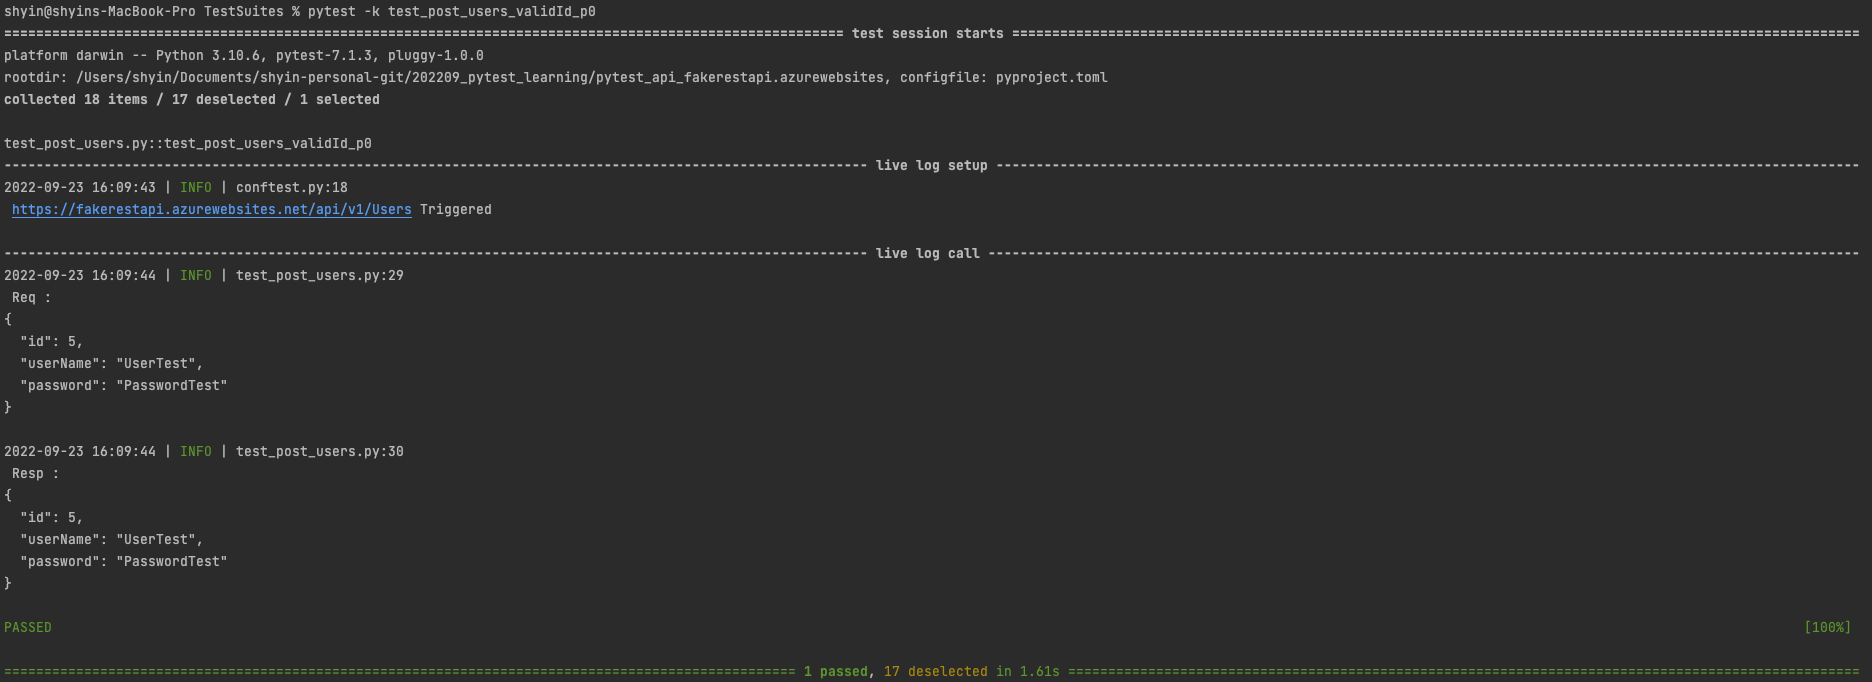 shyin@shyins-MacBook-Pro TestSuites % pytest -k test_post_users_validId_p0
========================================================================================================= test session starts ==========================================================================================================
platform darwin -- Python 3.10.6, pytest-7.1.3, pluggy-1.0.0
rootdir: /Users/shyin/Documents/shyin-personal-git/202209_pytest_learning/pytest_api_fakerestapi.azurewebsites, configfile: pyproject.toml
collected 18 items / 17 deselected / 1 selected
test_post_users.py::test_post_users_validId_p0
------------------------------------------------------------------------------------------------------------ live log setup ------------------------------------------------------------------------------------------------------------
2022-09-23 16:09:43 | INFO | conftest.py:18
https://fakerestapi.azurewebsites.net/api/v1/Users Triggered
------------------------------------------------------------------------------------------------------------ live log call -------------------------------------------------------------------------------------------------------------
2022-09-23 16:09:44 | INFO | test_post_users.py:29
Req :
{
  "id": 5,
  "userName": "UserTest",
  "password": "PasswordTest"
}
2022-09-23 16:09:44 | INFO | test_post_users.py:30
Resp :
{
  "id": 5,
  "userName": "UserTest",
  "password": "PasswordTest"
}
PASSED [100%]
=================================================================================================== 1 passed, 17 deselected in 1.61s ===================================================================================================